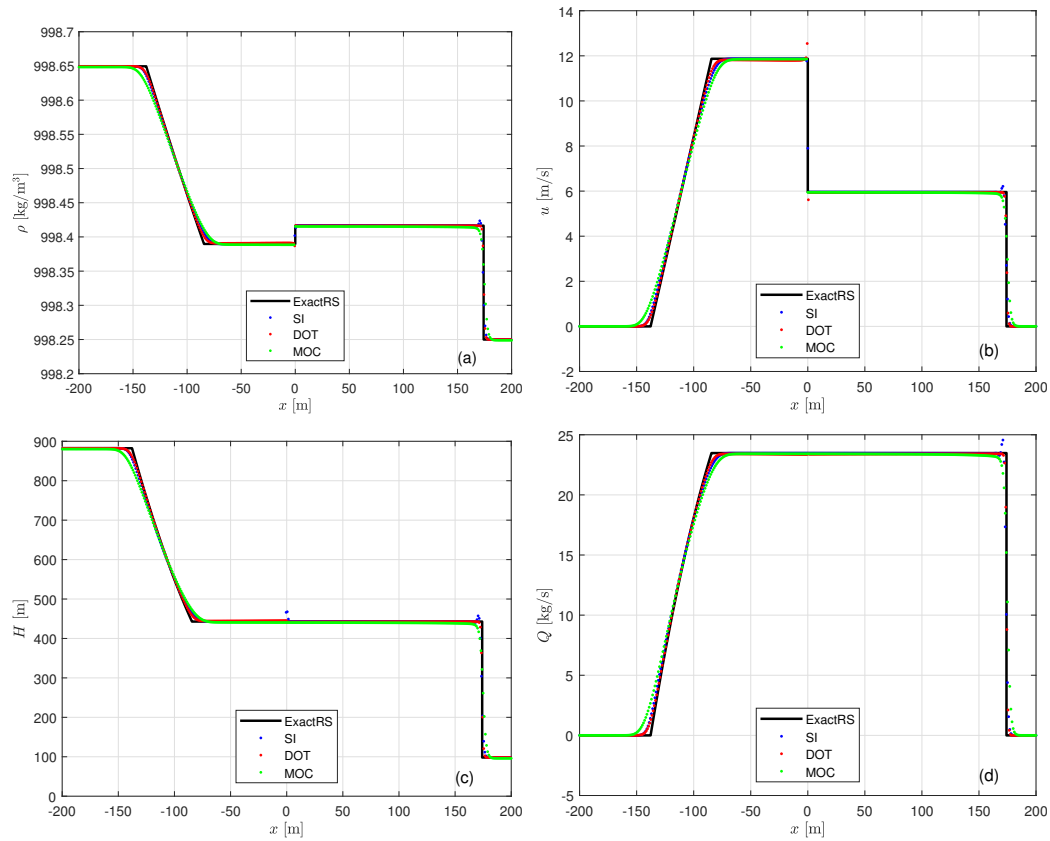 998.7
998.65
998.6
998.55
998.5
998.45
998.4
998.35
998.3
998.25
998.2
ρ [kg/m³]
-200 -150 -100 -50 0 50 100 150 200
x [m]
ExactRS
SI
DOT
MOC
(a)
14
12
10
8
6
4
2
0
-2
u [m/s]
-200 -150 -100 -50 0 50 100 150 200
x [m]
ExactRS
SI
DOT
MOC
(b)
900
800
700
600
500
400
300
200
100
0
H [m]
-200 -150 -100 -50 0 50 100 150 200
x [m]
ExactRS
SI
DOT
MOC
(c)
25
20
15
10
5
0
-5
Q [kg/s]
-200 -150 -100 -50 0 50 100 150 200
x [m]
ExactRS
SI
DOT
MOC
(d)